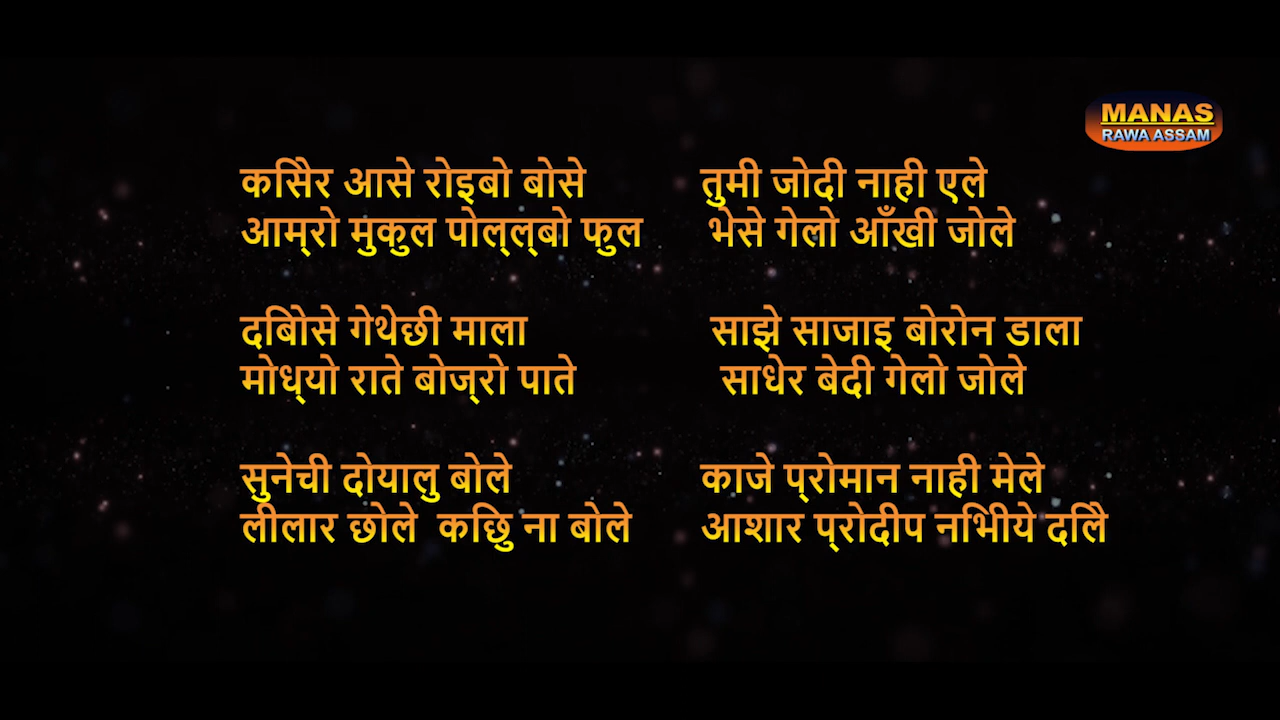 MANAS
RAWA ASSAM
कसिेर आसे रोइबो बोसे
आम्रो मुकुल पोल्ल्बो फुल
दबिोसे गेथेछी माला
मोध्यो राते बोज्रो पाते
सुनेची दोयालु बोले
लीलार छोले कछिु ना बोले
तुमी जोदी नाही एले
भेसे गेलो आँखी जोले
साझे साजाइ बोरोन डाला
साधेर बेदी गेलो जोले
काजे प्रोमान नाही मेले
आशार प्रोदीप नभिीये दलिे